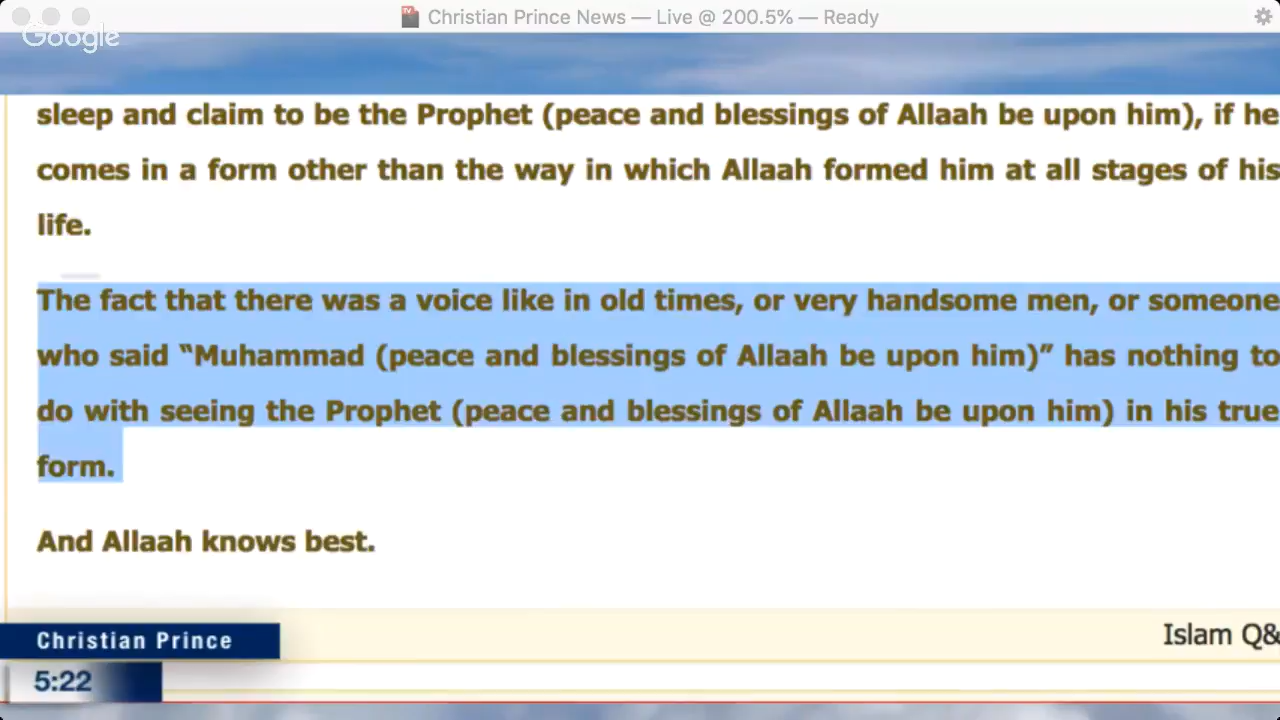 Christian Prince News — Live @ 200.5% — Ready
Google
sleep and claim to be the Prophet (peace and blessings of Allaah be upon him), if he
comes in a form other than the way in which Allaah formed him at all stages of his
life.
The fact that there was a voice like in old times, or very handsome men, or someone
who said “Muhammad (peace and blessings of Allaah be upon him)” has nothing to
do with seeing the Prophet (peace and blessings of Allaah be upon him) in his true
form.
And Allaah knows best.
Islam Q&
Christian Prince
5:22